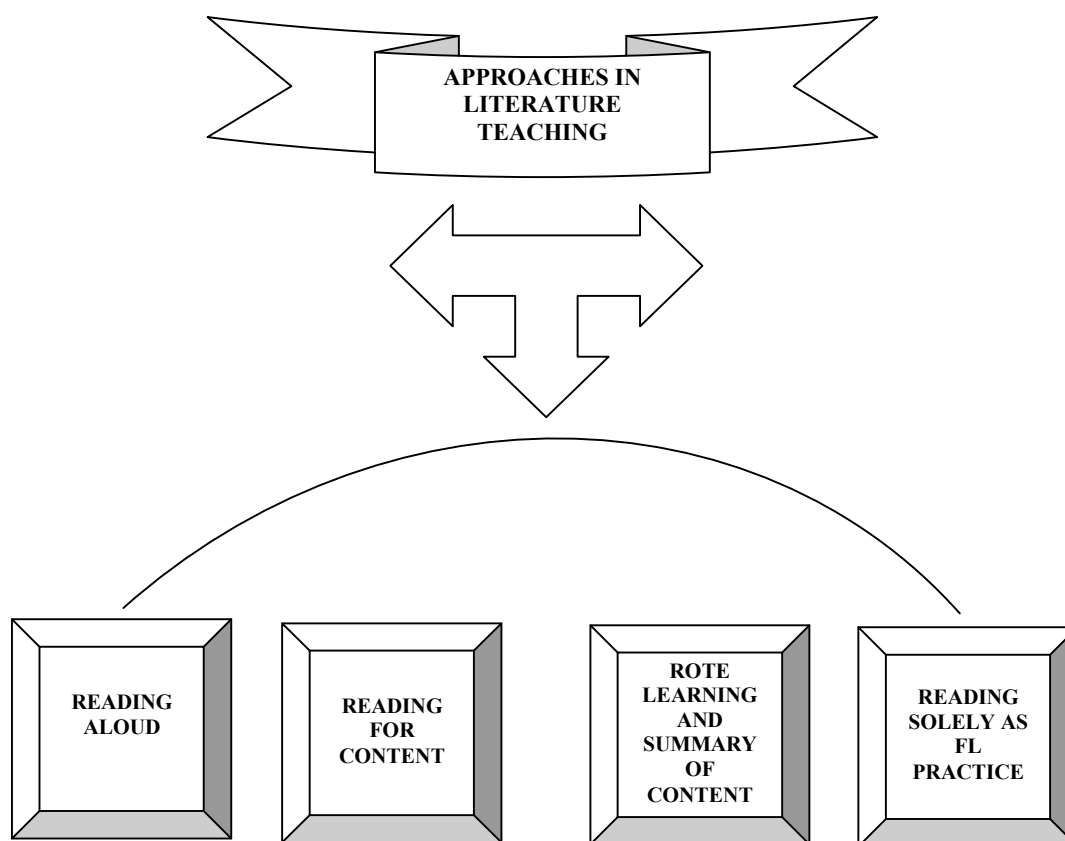 APPROACHES IN
LITERATURE
TEACHING
READING
ALOUD
READING
FOR
CONTENT
ROTE
LEARNING
AND
SUMMARY
OF
CONTENT
READING
SOLELY AS
FL
PRACTICE